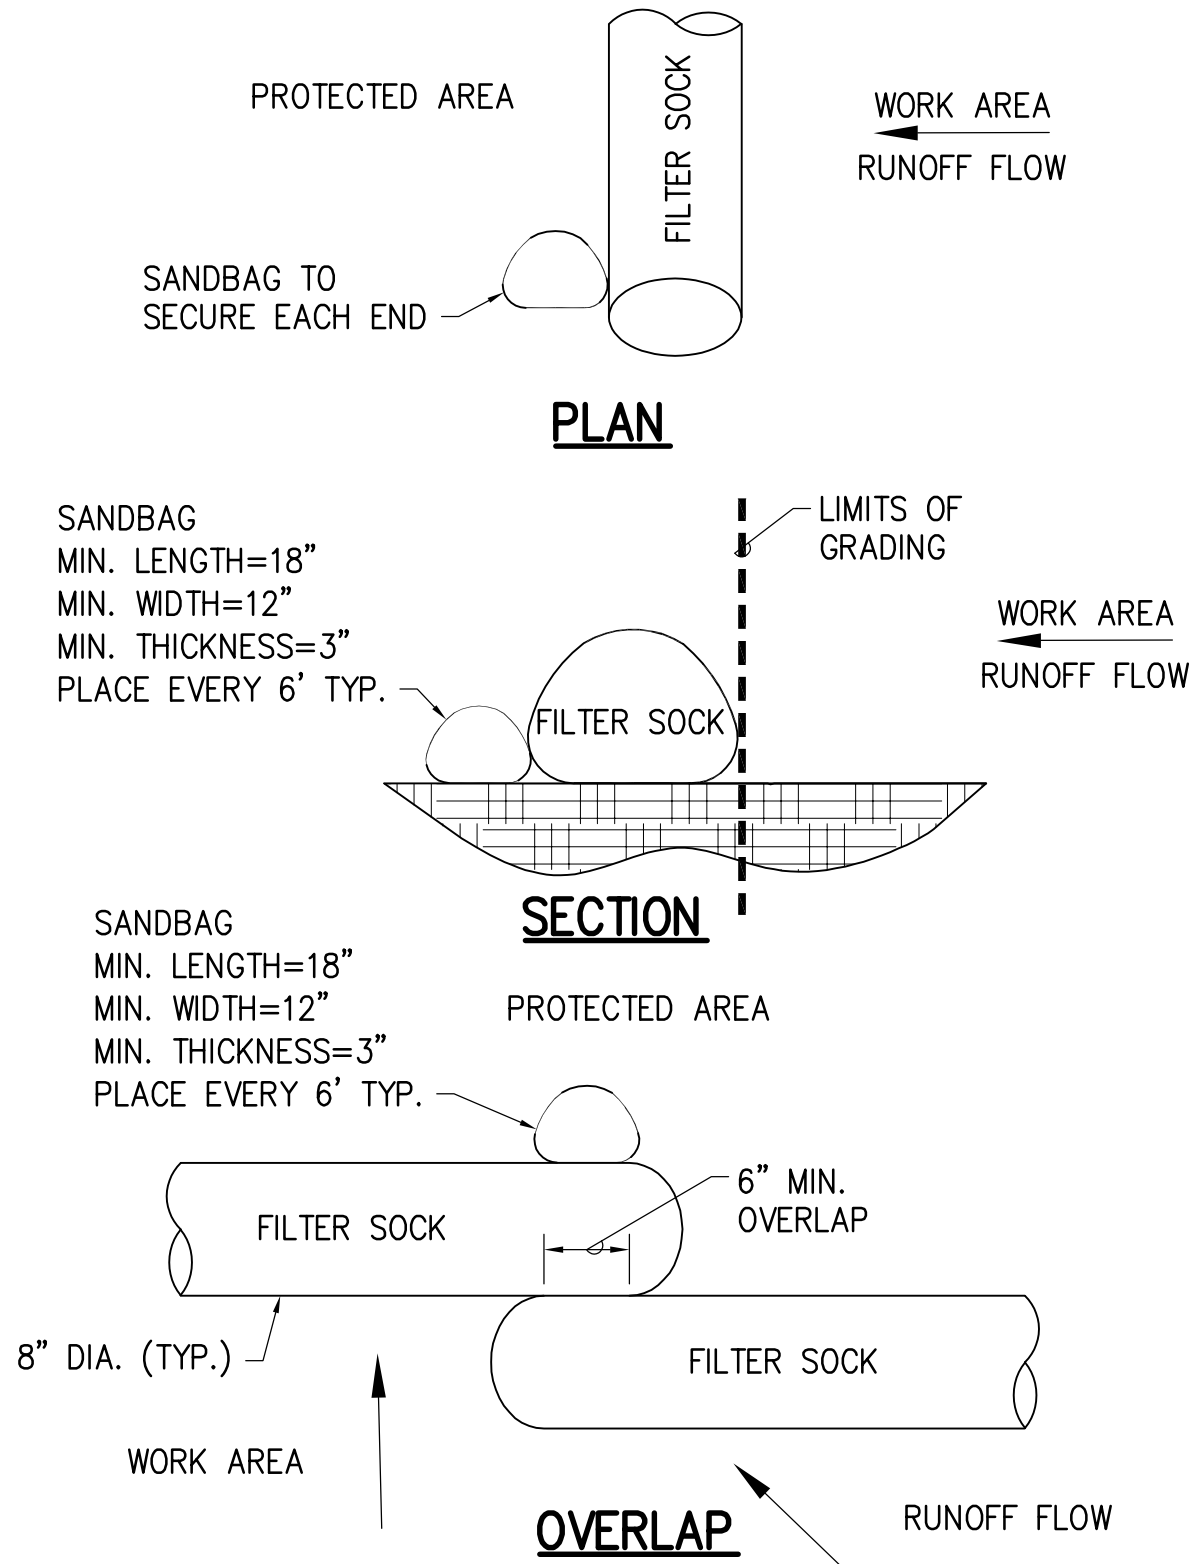 PROTECTED AREA
FILTER SOCK
WORK AREA
RUNOFF FLOW
SANDBAG TO
SECURE EACH END
PLAN
SANDBAG
MIN. LENGTH=18”
MIN. WIDTH=12”
MIN. THICKNESS=3”
PLACE EVERY 6’ TYP.
LIMITS OF
GRADING
WORK AREA
RUNOFF FLOW
FILTER SOCK
SECTION
SANDBAG
MIN. LENGTH=18”
MIN. WIDTH=12”
MIN. THICKNESS=3”
PLACE EVERY 6’ TYP.
PROTECTED AREA
6” MIN.
OVERLAP
FILTER SOCK
8” DIA. (TYP.)
FILTER SOCK
WORK AREA
RUNOFF FLOW
OVERLAP